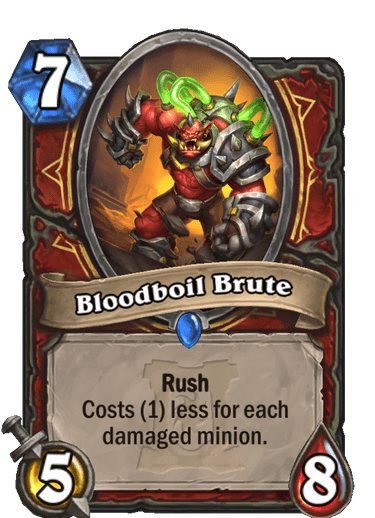 7
Bloodboil Brute
Rush
Costs (1) less for each
damaged minion.
5
8